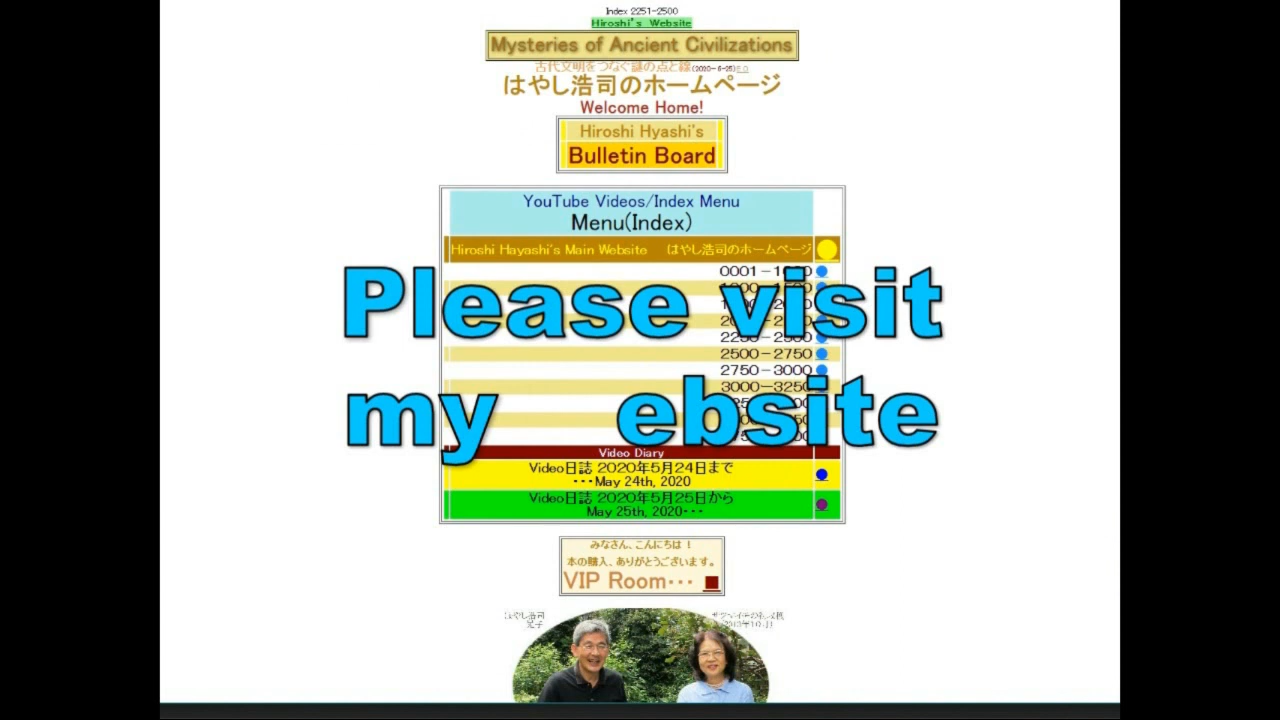 Index 2251-2500
Hiroshi's Website
Mysteries of Ancient Civilizations
古代文明をつなぐ謎の点と線(2020-6-25)
はやし浩司のホームページ
Welcome Home!
Hiroshi Hyashi's
Bulletin Board
YouTube Videos/Index Menu
Menu(Index)
Hiroshi Hayashi's Main Website はやし浩司のホームページ
Please visit
my ebsite
2500-2750
2750-3000
3000-3250
Video Diary
Video日誌 2020年5月24日まで
・・・May 24th, 2020
Video日誌 2020年5月25日から
May 25th, 2020・・・
みなさん、こんにちは!
本の購入、ありがとうございます。
VIP Room・・・
はやし浩司